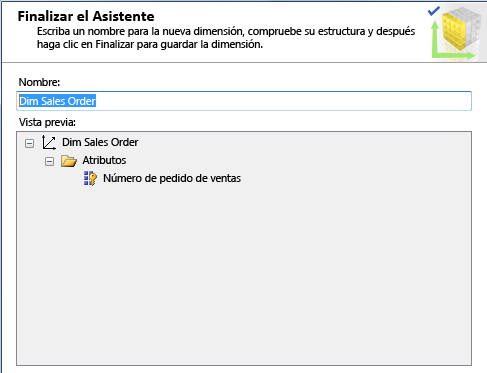 Finalizar el Asistente
Escriba un nombre para la nueva dimensión, compruebe su estructura y después
haga clic en Finalizar para guardar la dimensión.
Nombre:
Dim Sales Order
Vista previa:
Dim Sales Order
Atributos
Número de pedido de ventas